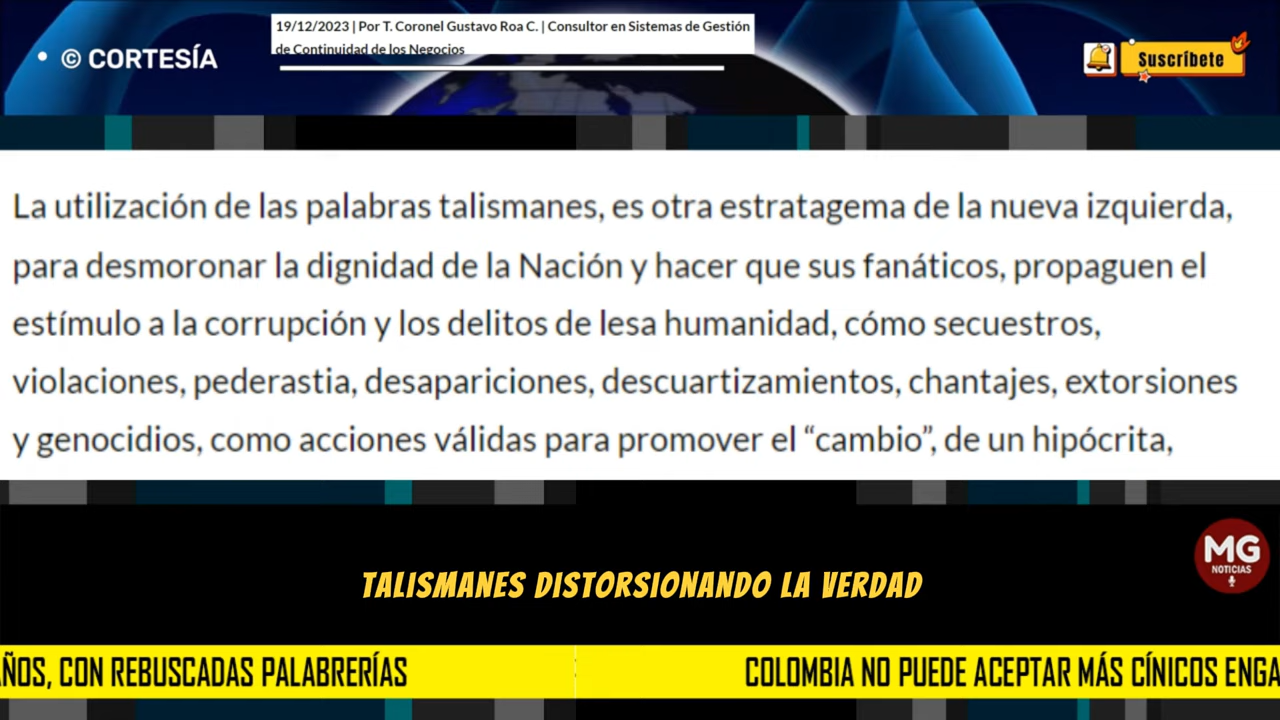 • © CORTESÍA
19/12/2023 | Por T. Coronel Gustavo Roa C. | Consultor en Sistemas de Gestión
de Continuidad de los Negocios
Suscríbete
La utilización de las palabras talismanes, es otra estratagema de la nueva izquierda,
para desmoronar la dignidad de la Nación y hacer que sus fanáticos, propaguen el
estímulo a la corrupción y los delitos de lesa humanidad, cómo secuestros,
violaciones, pederastia, desapariciones, descuartizamientos, chantajes, extorsiones
y genocidios, como acciones válidas para promover el “cambio”, de un hipócrita,
MG
NOTICIAS
TALISMANES DISTORSIONANDO LA VERDAD
AÑOS, CON REBUSCADAS PALABRERÍAS
COLOMBIA NO PUEDE ACEPTAR MÁS CÍNICOS ENGA